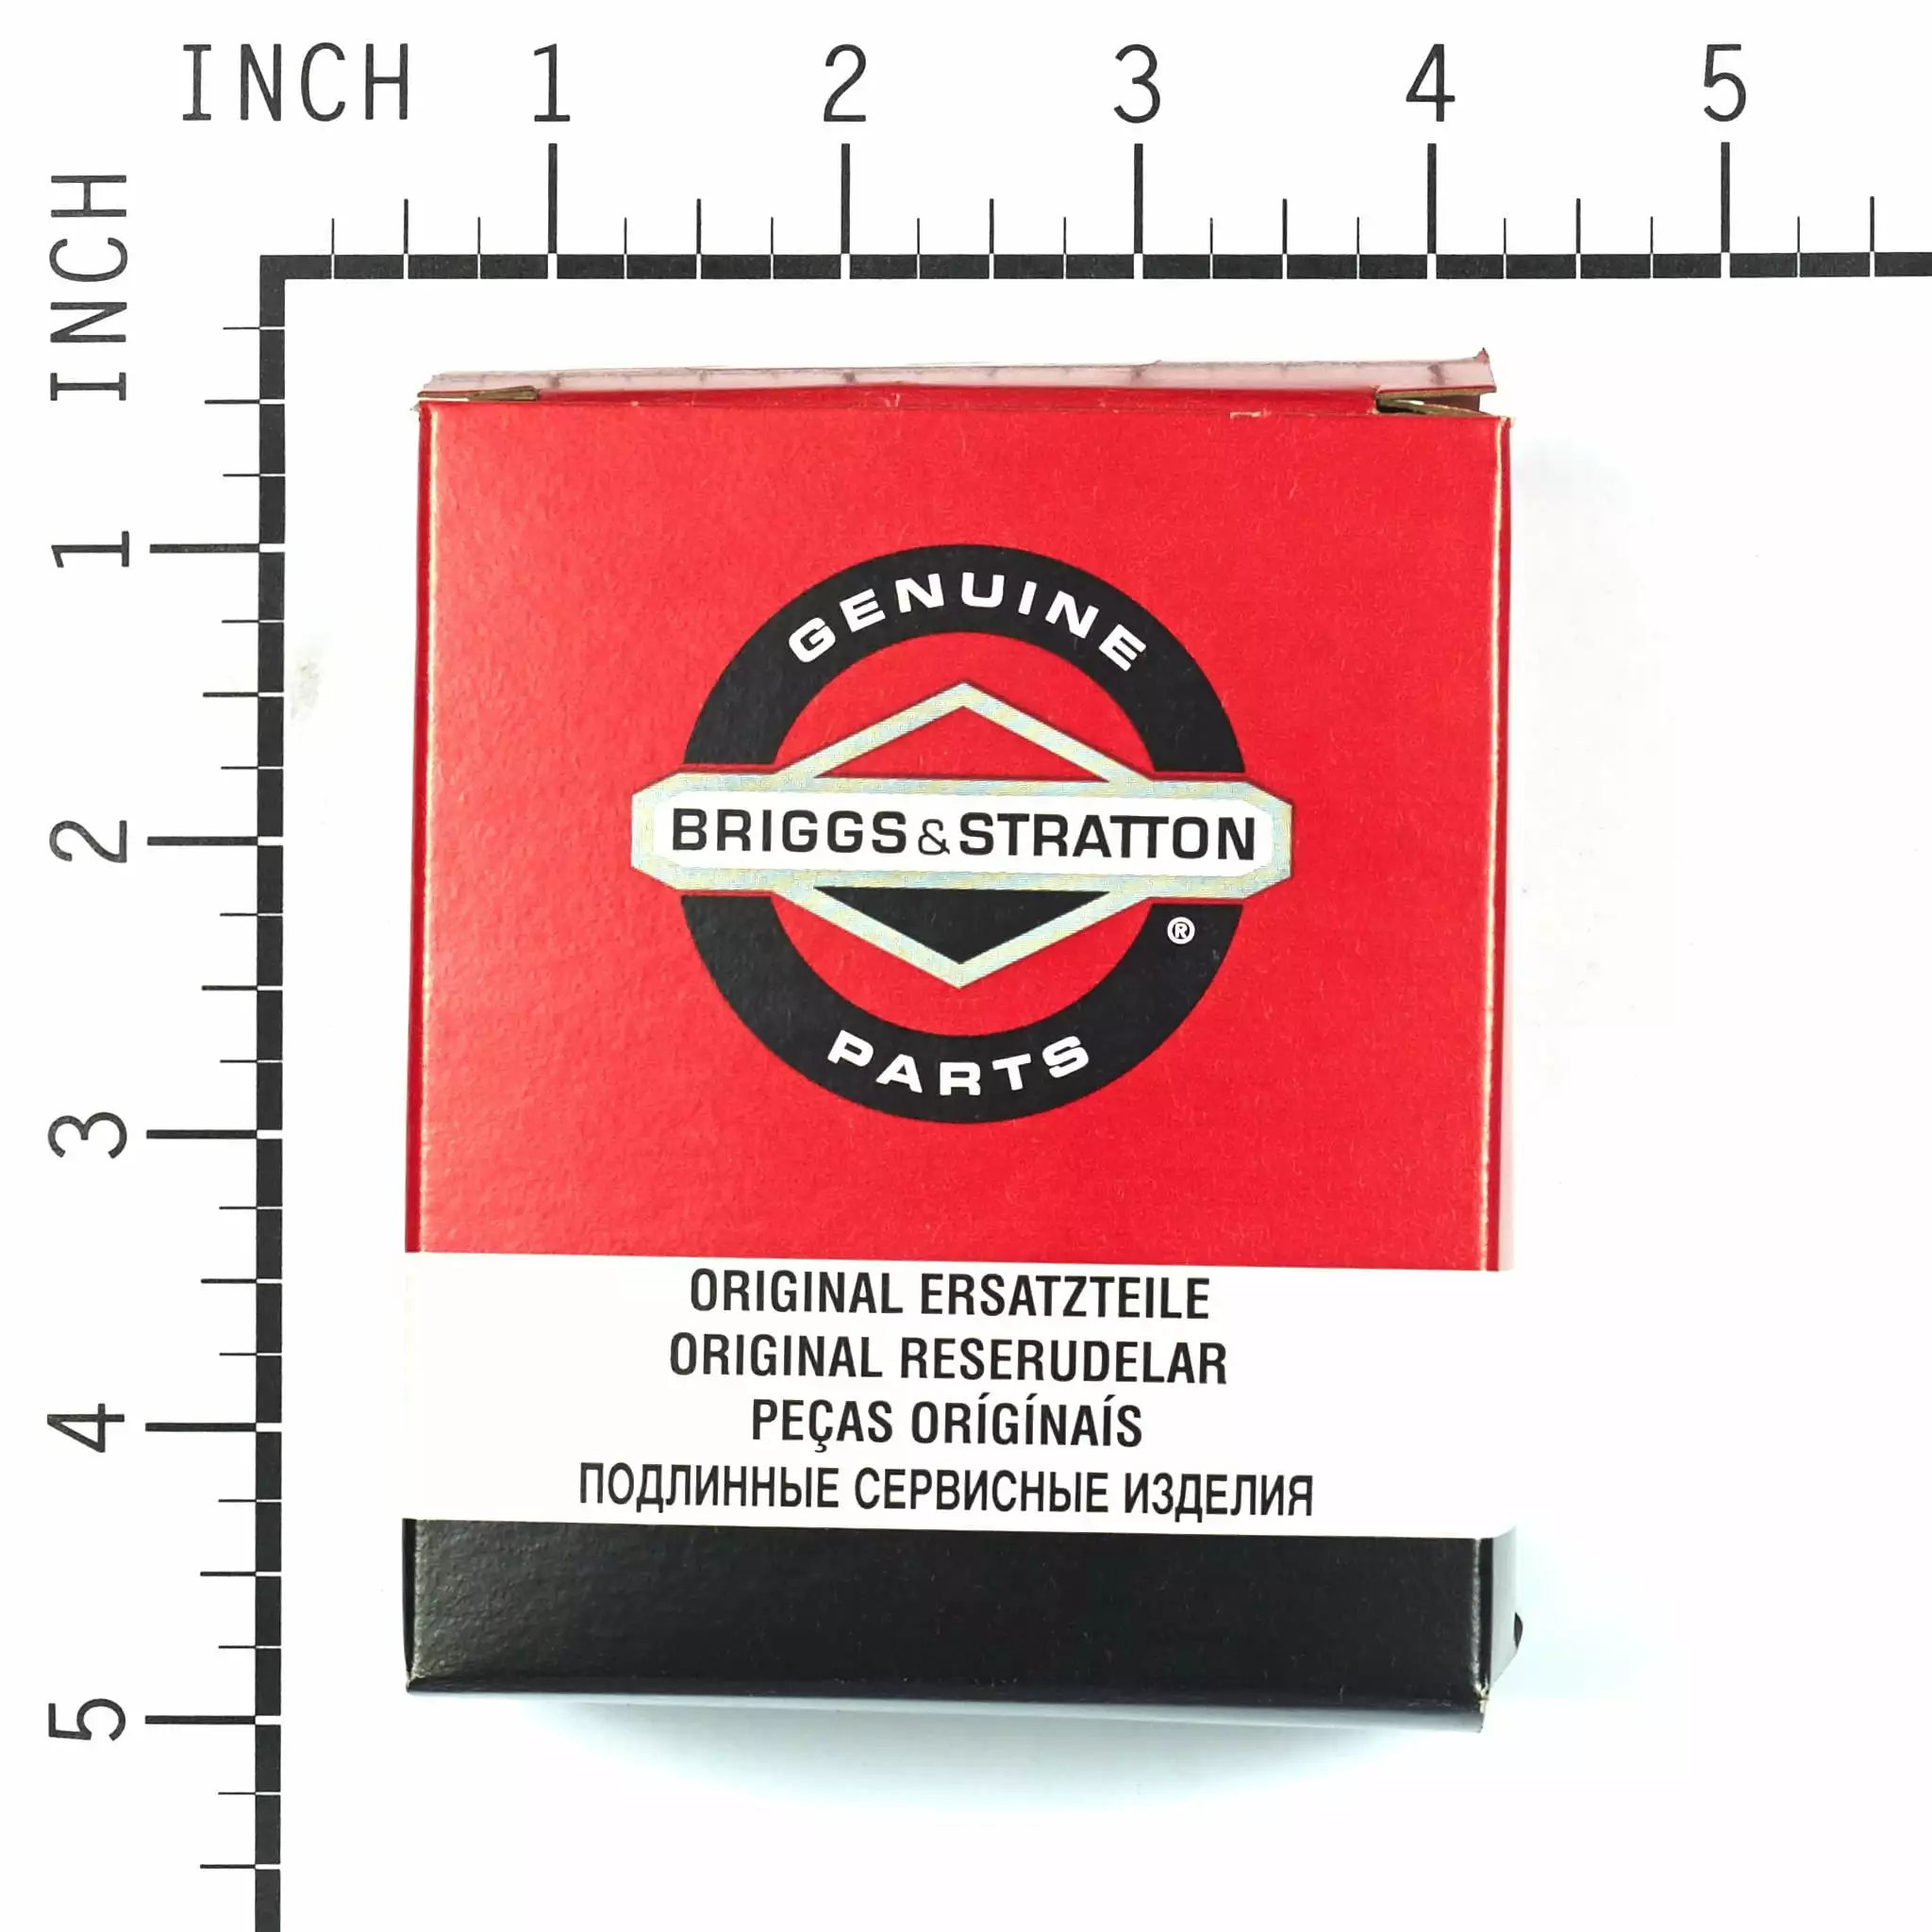 INCH 1 2 3 4 5
INCH 1 2 3 4 5
GENUINE
BRIGGS & STRATTON
®
PARTS
ORIGINAL ERSATZTEILE
ORIGINAL RESERUDELAR
PEÇAS ORÍGÍNAÍS
ПОДЛИННЫЕ СЕРВИСНЫЕ ИЗДЕЛИЯ